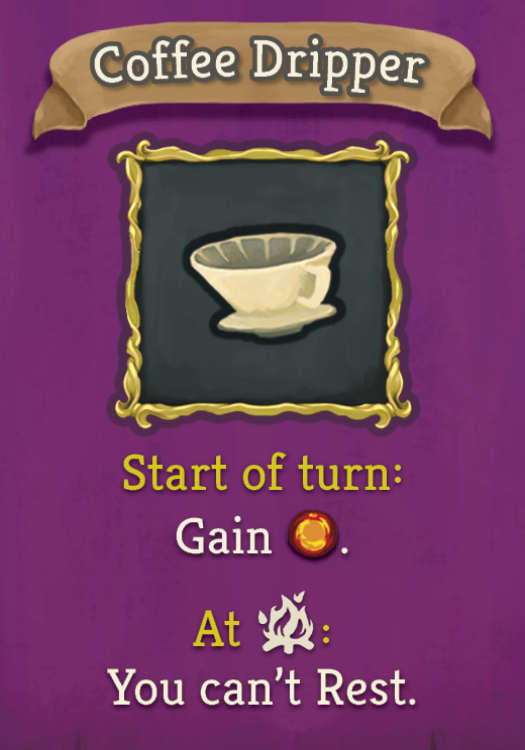 Coffee Dripper
Start of turn:
Gain .
At :
You can't Rest.